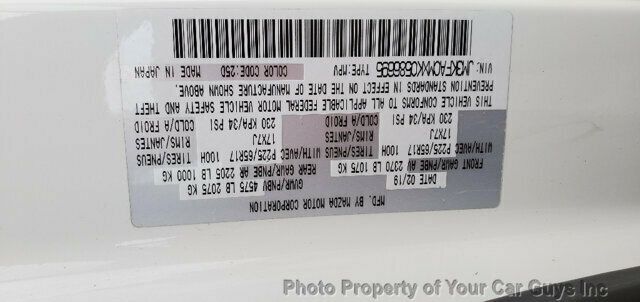 MFD. BY MAZDA MOTOR CORPORATION
DATE 02/19 GVWR/PNBV 4575 LB 2075 KG
FRONT GAWR/PNBE AV 2370 LB 1075 KG REAR GAWR/PNBE AR 2205 LB 1000 KG
WITH/AVEC P225/65R17 100H TIRES/PNEUS WITH/AVEC P225/65R17 100H TIRES/PNEUS
17X7J RIMS/JANTES 17X7J RIMS/JANTES
230 KPA/34 PSI COLD/A FROID 230 KPA/34 PSI COLD/A FROID
THIS VEHICLE CONFORMS TO ALL APPLICABLE FEDERAL MOTOR VEHICLE SAFETY AND THEFT
PREVENTION STANDARDS IN EFFECT ON THE DATE OF MANUFACTURE SHOWN ABOVE.
VIN: JM3KFACMXK0586695 TYPE:MPV COLOR CODE:25D MADE IN JAPAN
Photo Property of Your Car Guys Inc.